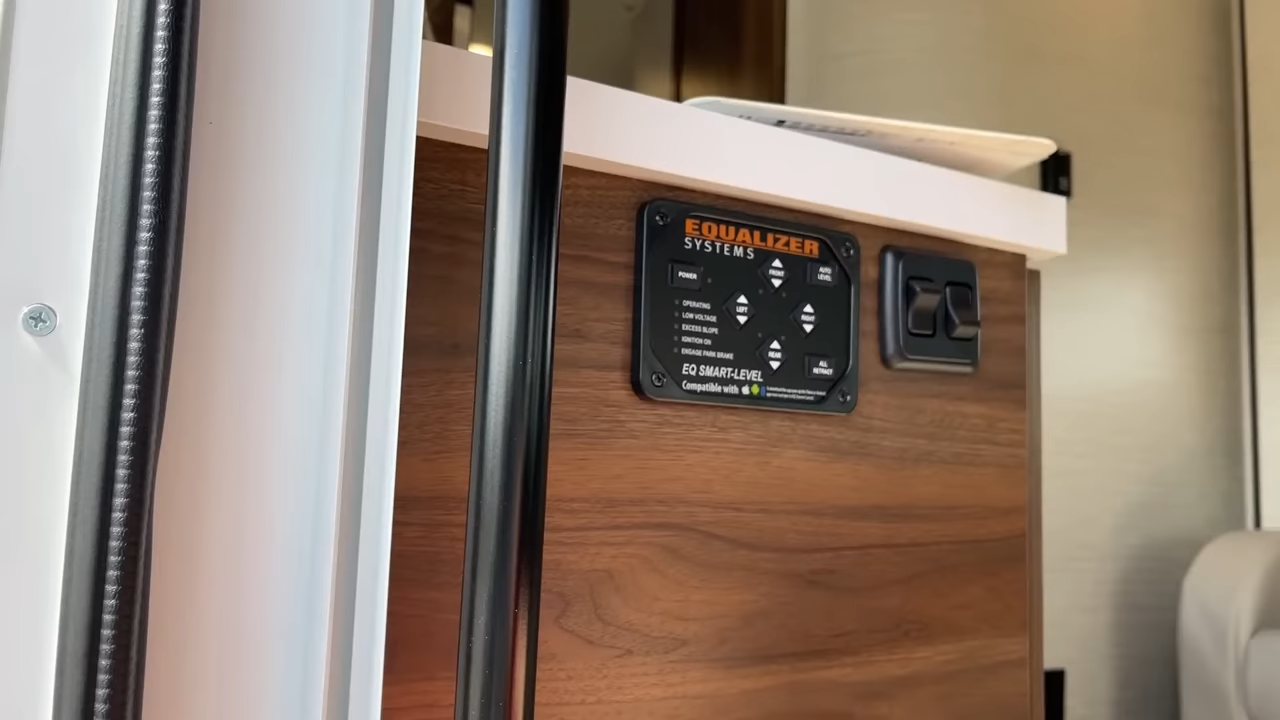 EQUALIZER
SYSTEMS
POWER
FRONT
AUTO
LEVEL
LEFT
RIGHT
OPERATING
LOW VOLTAGE
EXCESS SLOPE
IGNITION ON
ENGAGE PARK BRAKE
REAR
ALL
RETRACT
EQ SMART-LEVEL
Compatible with